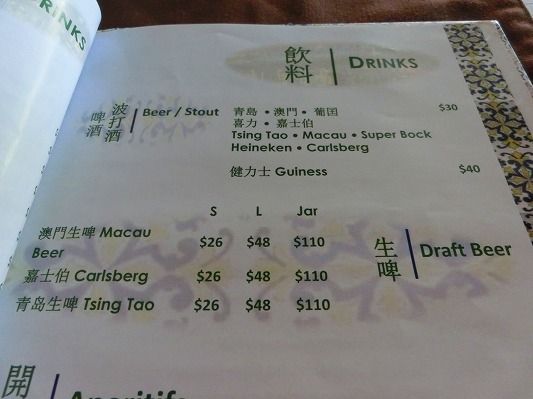 DRINKS
飲料 DRINKS
啤酒 波打酒 Beer / Stout
青島 • 澳門 • 葡国 $30
喜力 • 嘉士伯
Tsing Tao • Macau • Super Bock
Heineken • Carlsberg
健力士 Guiness $40
S L Jar
澳門生啤 Macau Beer $26 $48 $110
生啤 Draft Beer
嘉士伯 Carlsberg $26 $48 $110
青岛生啤 Tsing Tao $26 $48 $110
開
Aperitifs